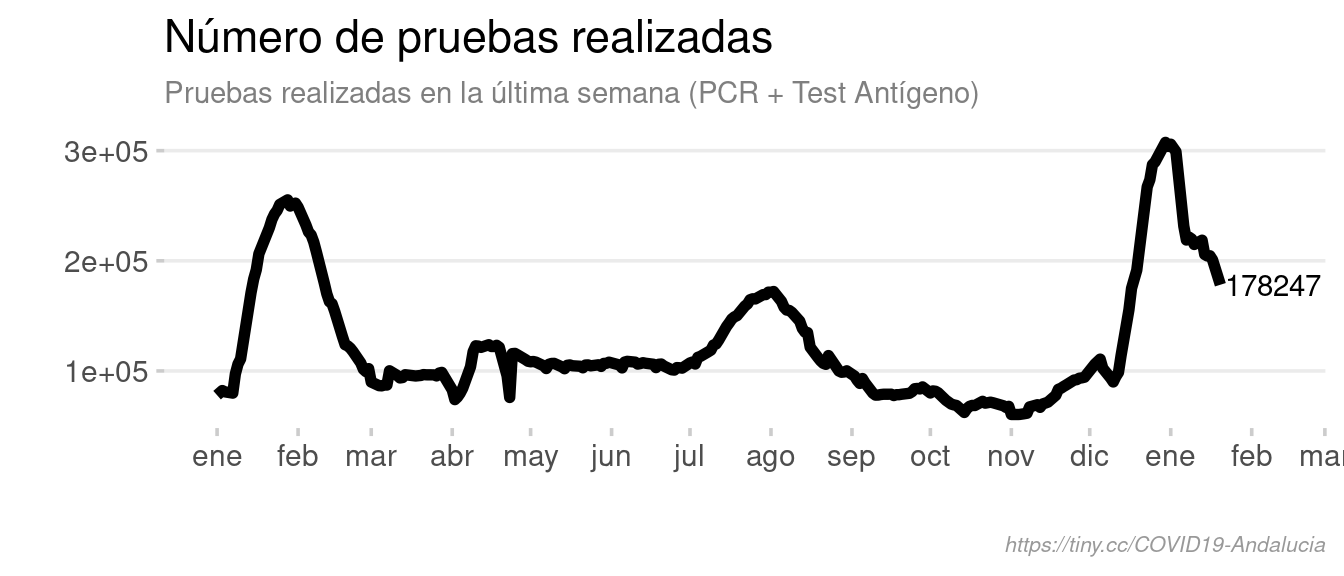 Número de pruebas realizadas
Pruebas realizadas en la última semana (PCR + Test Antígeno)
3e+05
2e+05
178247
1e+05
ene feb mar abr may jun jul ago sep oct nov dic ene feb mar
https://tiny.cc/COVID19-Andalucia